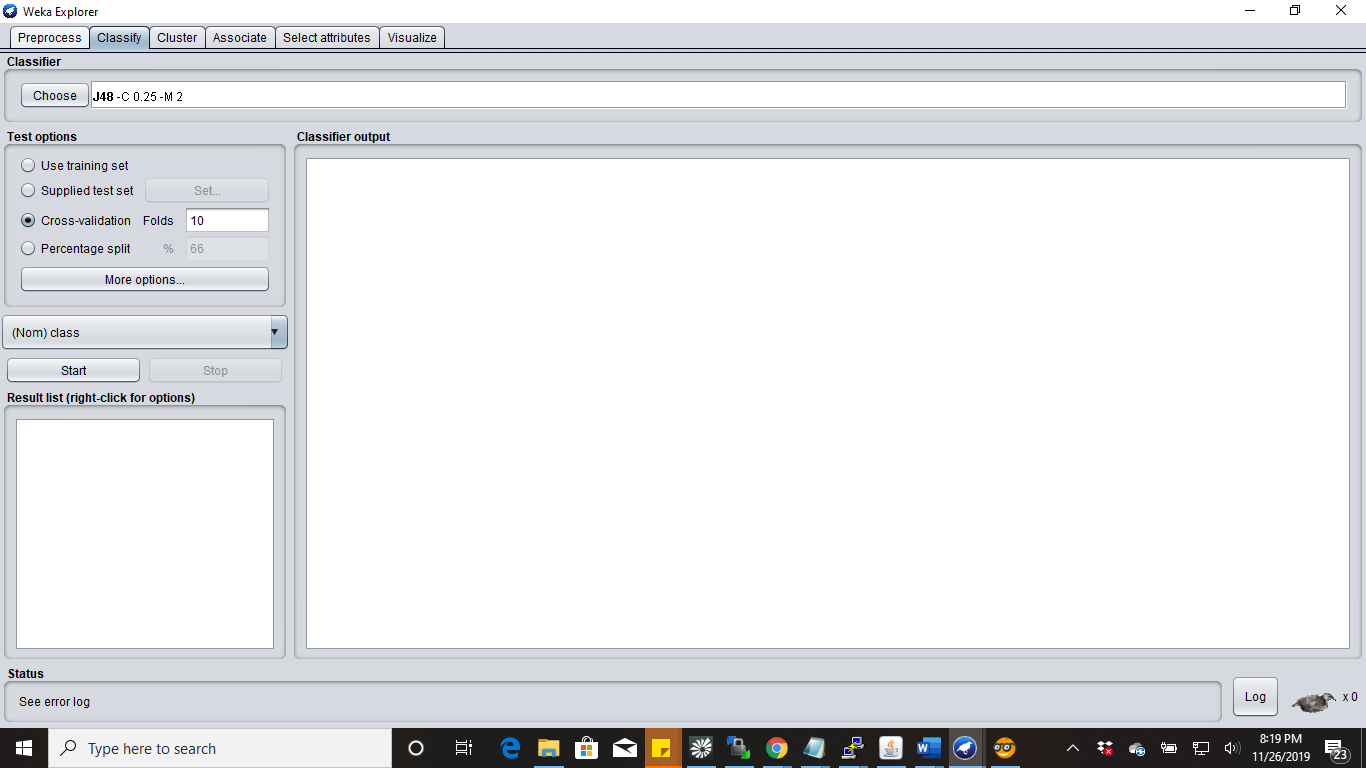 Weka Explorer
Preprocess Classify Cluster Associate Select attributes Visualize
Classifier
Choose J48 -C 0.25 -M 2
Test options
Use training set
Supplied test set Set...
Cross-validation Folds 10
Percentage split % 66
More options...
(Nom) class
Start Stop
Result list (right-click for options)
Classifier output
Status
See error log
Log x 0
Type here to search
8:19 PM
11/26/2019
23